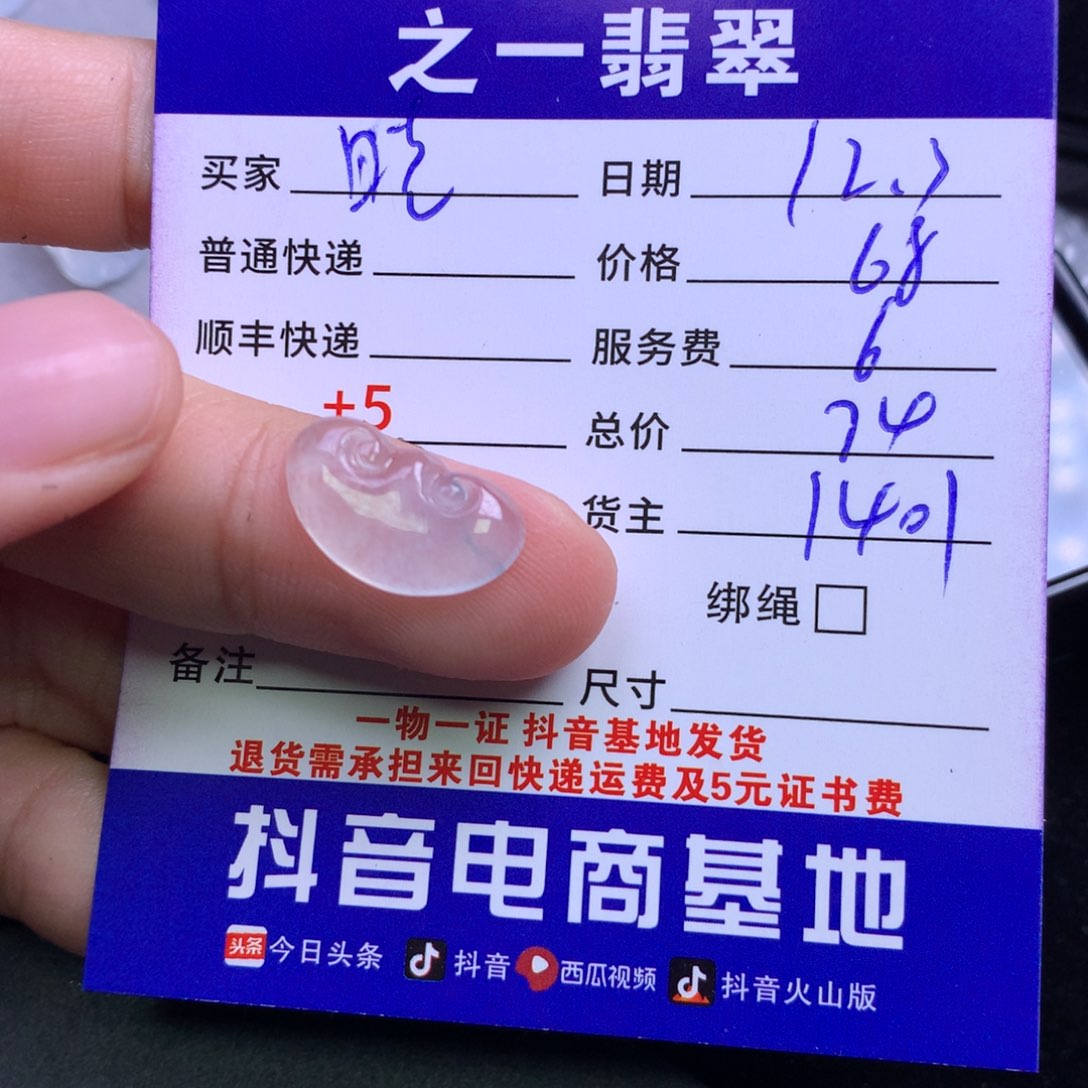 之一翡翠
买家 日期 12.3
普通快递 价格 68
顺丰快递 服务费 6
+5 总价 74
货主 1401
绑绳
备注 尺寸
一物一证 抖音基地发货
退货需承担来回快递运费及5元证书费
抖音电商基地
头条 今日头条 抖音 西瓜视频 抖音火山版